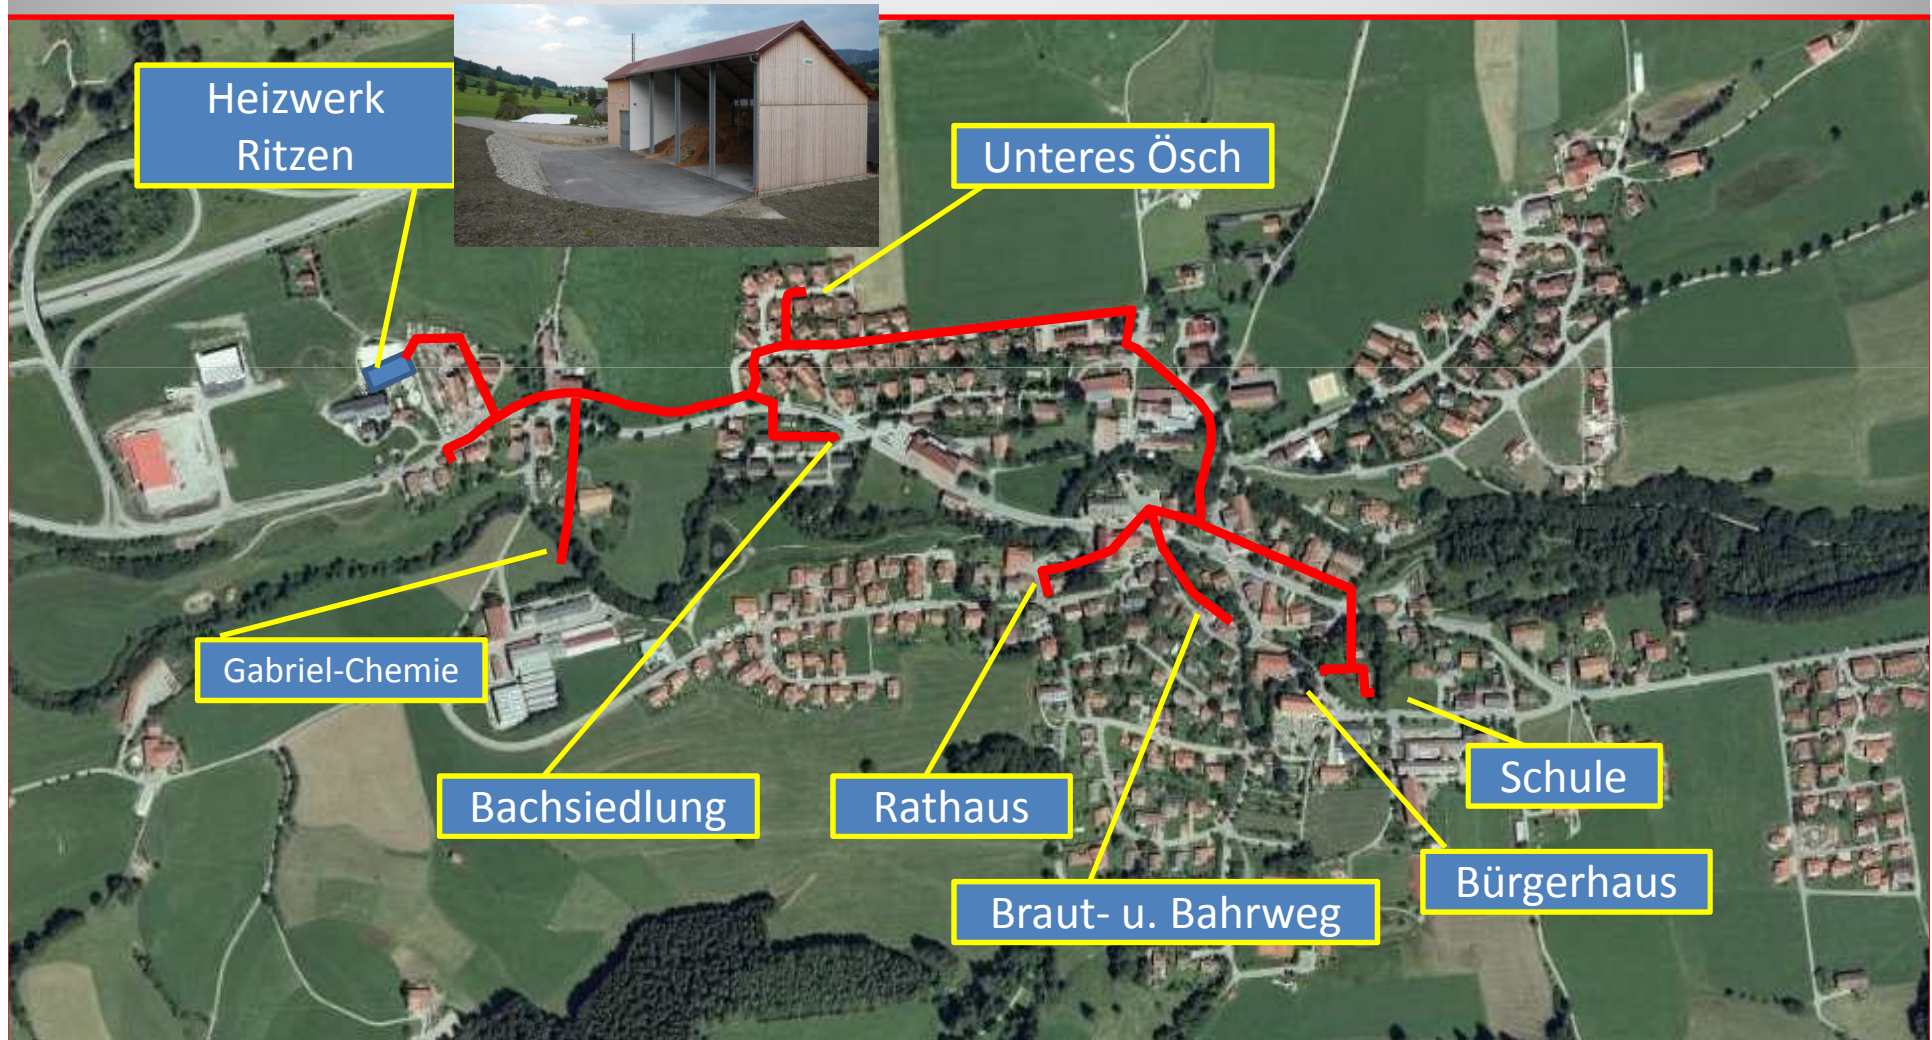 Heizwerk
Ritzen
Unteres Ösch
Gabriel-Chemie
Bachsiedlung
Rathaus
Schule
Bürgerhaus
Braut- u. Bahrweg